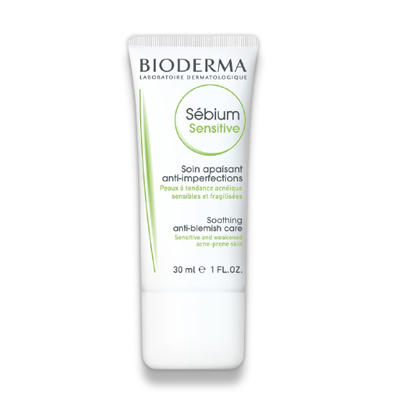 BIODERMA
LABORATOIRE DERMATOLOGIQUE
Sébium
Sensitive
Soin apaisant
anti-imperfections
Peaux à tendance acnéique
sensibles et fragilisées
Soothing
anti-blemish care
Sensitive and weakened
acne-prone skin
30 ml ℮ 1 FL.OZ.